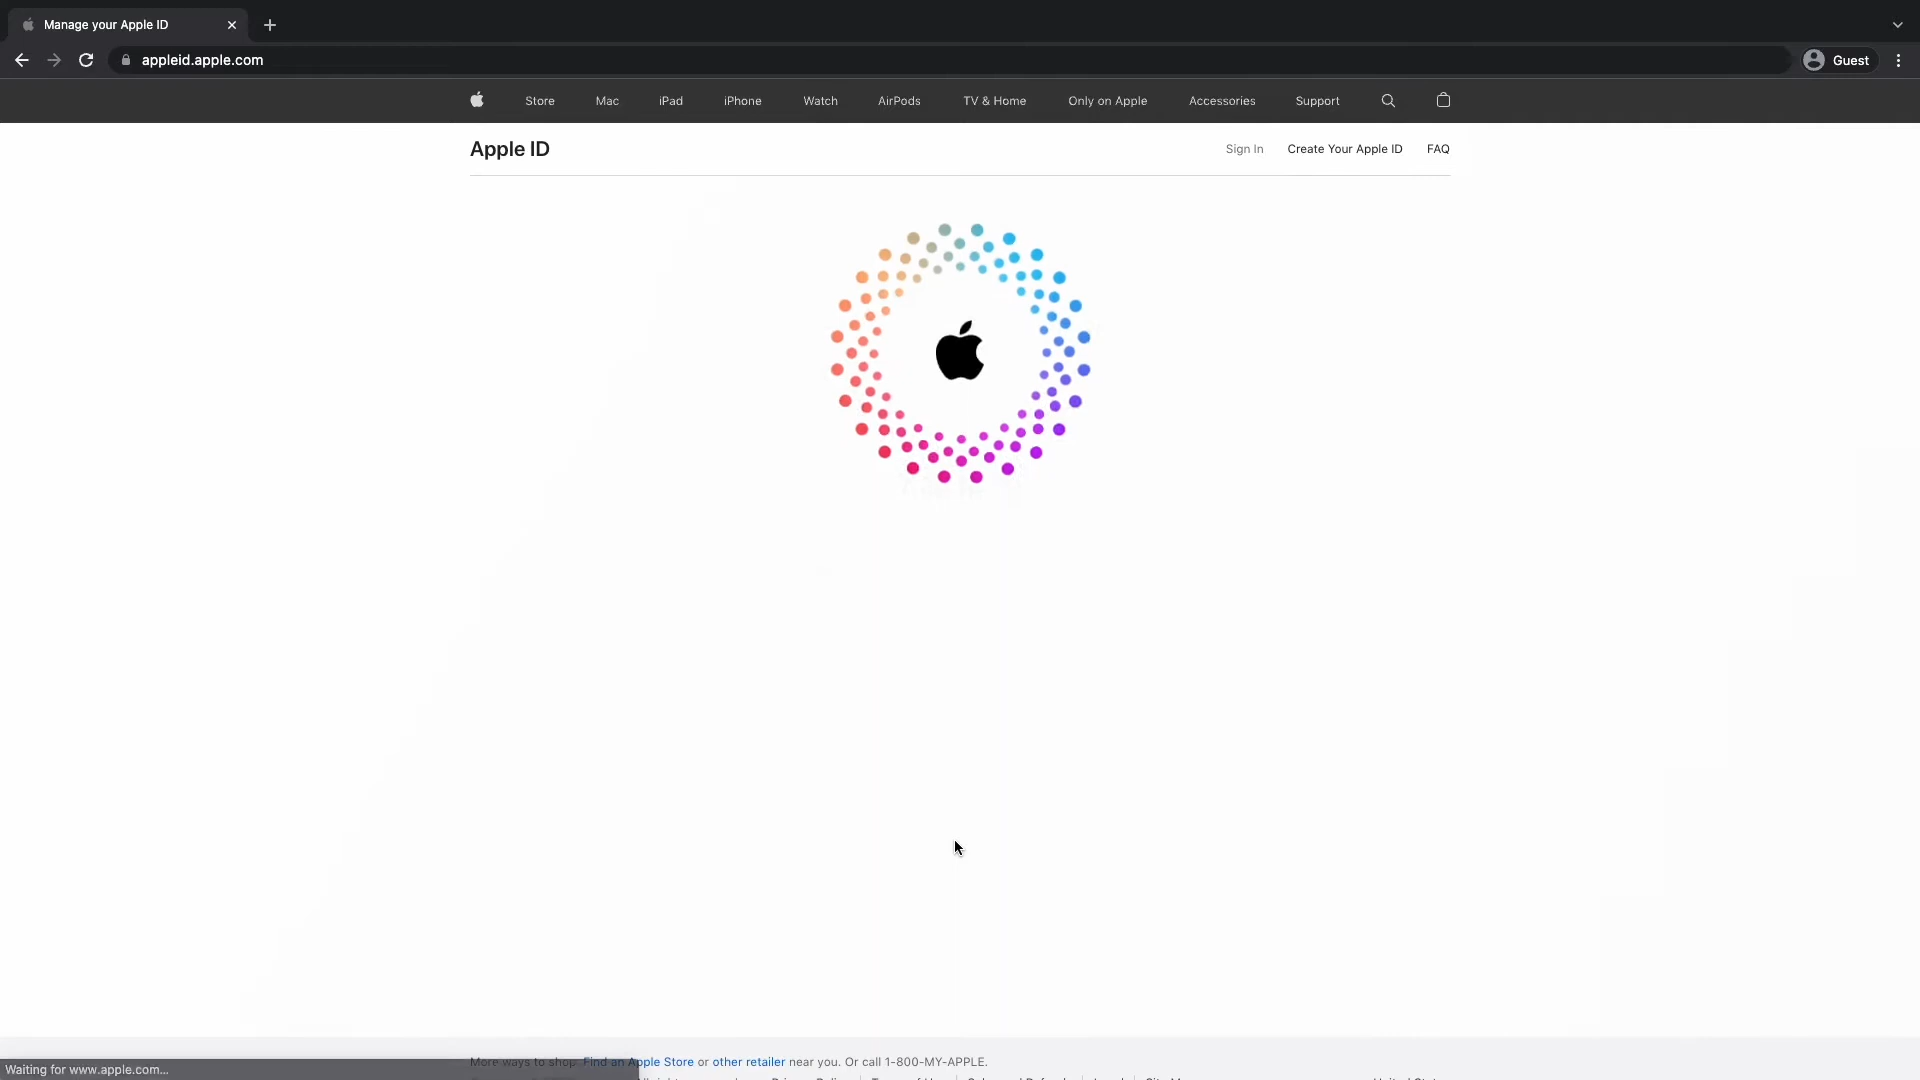 Manage your Apple ID
appleid.apple.com
Guest
Store Mac iPad iPhone Watch AirPods TV & Home Only on Apple Accessories Support
Apple ID
Sign In Create Your Apple ID FAQ
More ways to shop: Find an Apple Store or other retailer near you. Or call 1-800-MY-APPLE.
Waiting for www.apple.com...